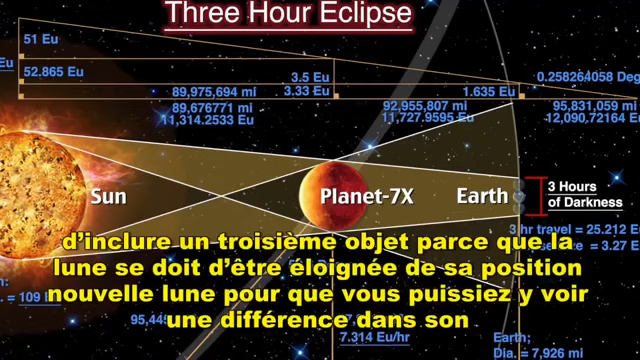 Three Hour Eclipse
51 Eu
Eu
52.865 Eu
3.5 Eu
3.33 Eu
1.635 Eu
0.258264058 Deg
89,975,694 mi
89,676771 mi
11,314.2533 Eu
92,955,807 mi
11,727.9595 Eu
95,831,059 mi
12,090,72164 Eu
Sun
Planet-7X
Earth
3 Hours
of Darkness
hr travel = 25.212 Eu
= 3.27 E
d'inclure un troisième objet parce que la
lune se doit d'être éloignée de sa position
nouvelle lune pour que vous puissiez y voir
une différence dans son
= 109
95,445
7.314 Eu/hr
Earth;
Dia. = 7,926 mi